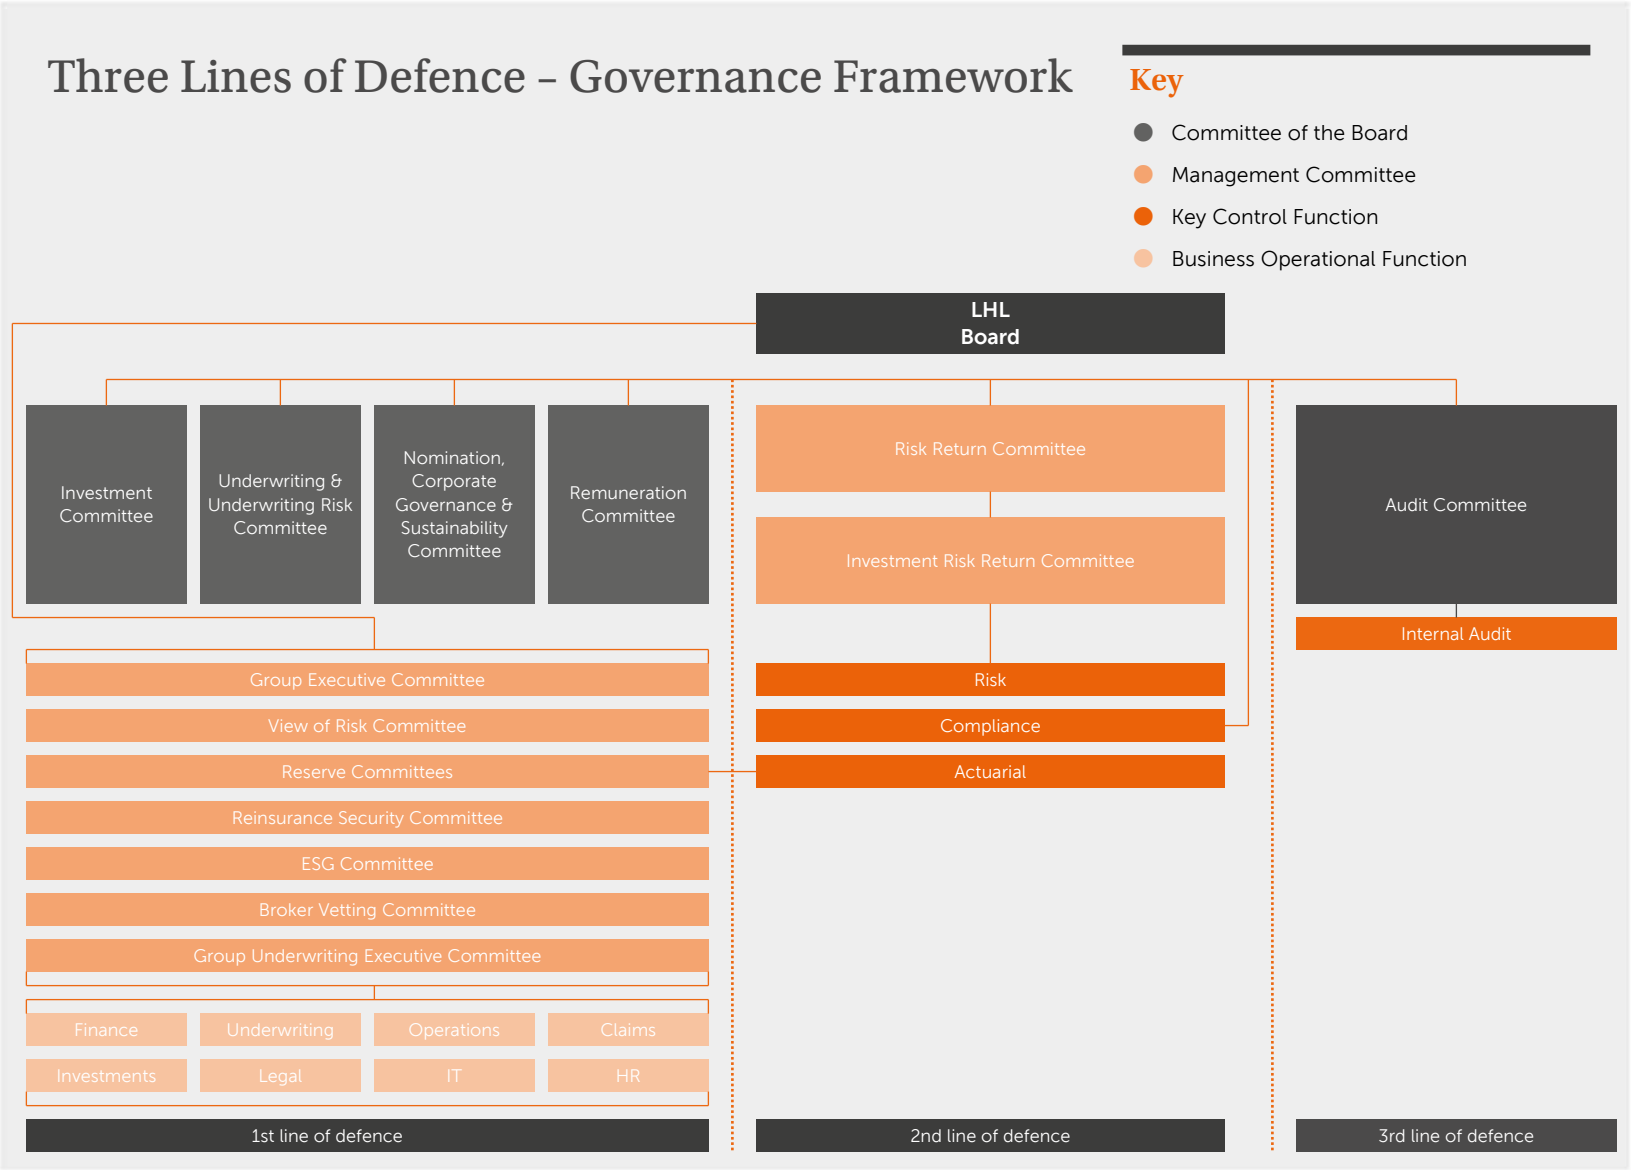 Three Lines of Defence – Governance Framework
Key
Committee of the Board
Management Committee
Key Control Function
Business Operational Function
LHL
Board
Investment
Committee
Underwriting &
Underwriting Risk
Committee
Nomination,
Corporate
Governance &
Sustainability
Committee
Remuneration
Committee
Risk Return Committee
Investment Risk Return Committee
Audit Committee
Internal Audit
Group Executive Committee
View of Risk Committee
Reserve Committees
Reinsurance Security Committee
ESG Committee
Broker Vetting Committee
Group Underwriting Executive Committee
Risk
Compliance
Actuarial
Finance
Underwriting
Operations
Claims
Investments
Legal
IT
HR
1st line of defence
2nd line of defence
3rd line of defence